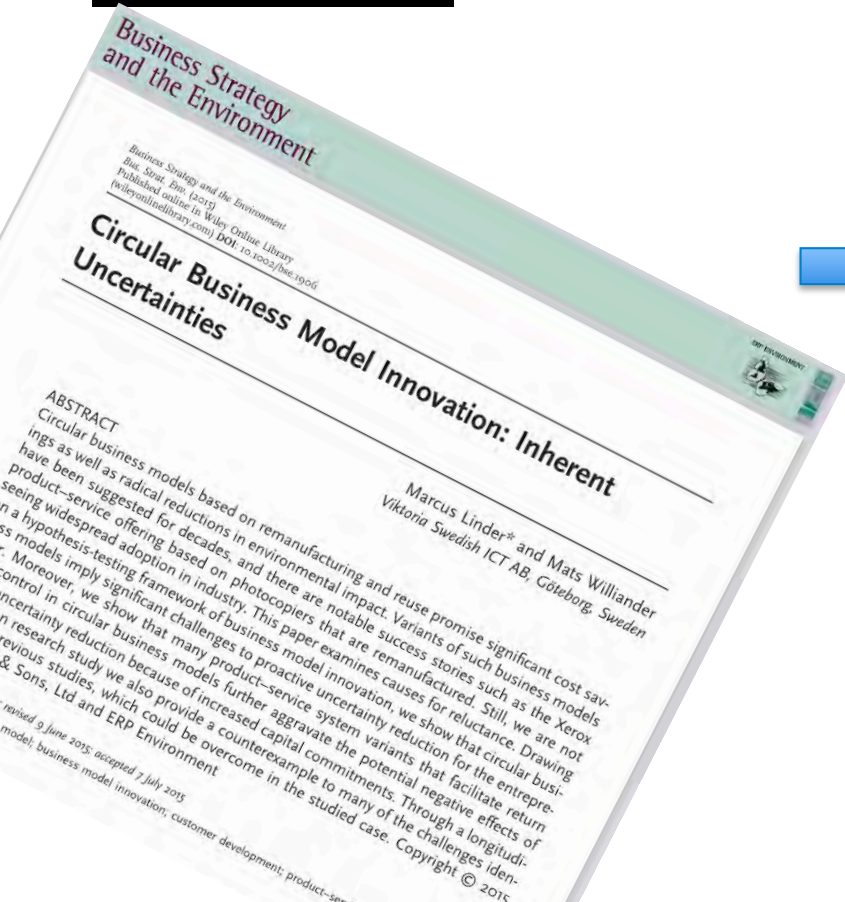 Business Strategy
and the Environment
Business Strategy and the Environment
Bus. Strat. Env. (2015)
Published online in Wiley Online Library
(wileyonlinelibrary.com) DOI: 10.1002/bse.1906
ERP ENVIRONMENT
Circular Business Model Innovation: Inherent
Uncertainties
Marcus Linder* and Mats Williander
Viktoria Swedish ICT AB, Göteborg, Sweden
ABSTRACT
Circular business models based on remanufacturing and reuse promise significant cost sav-
ings as well as radical reductions in environmental impact. Variants of such business models
have been suggested for decades, and there are notable success stories such as the Xerox
product–service offering based on photocopiers that are remanufactured. Still, we are not
seeing widespread adoption in industry. This paper examines causes for reluctance. Drawing
n a hypothesis-testing framework of business model innovation, we show that circular busi-
ss models imply significant challenges to proactive uncertainty reduction for the entrepre-
r. Moreover, we show that many product–service system variants that facilitate return
control in circular business models further aggravate the potential negative effects of
ncertainty reduction because of increased capital commitments. Through a longitudi-
n research study we also provide a counterexample to many of the challenges iden-
revious studies, which could be overcome in the studied case. Copyright © 2015
& Sons, Ltd and ERP Environment
revised 9 June 2015; accepted 7 July 2015
model; business model innovation; customer development; product–ser